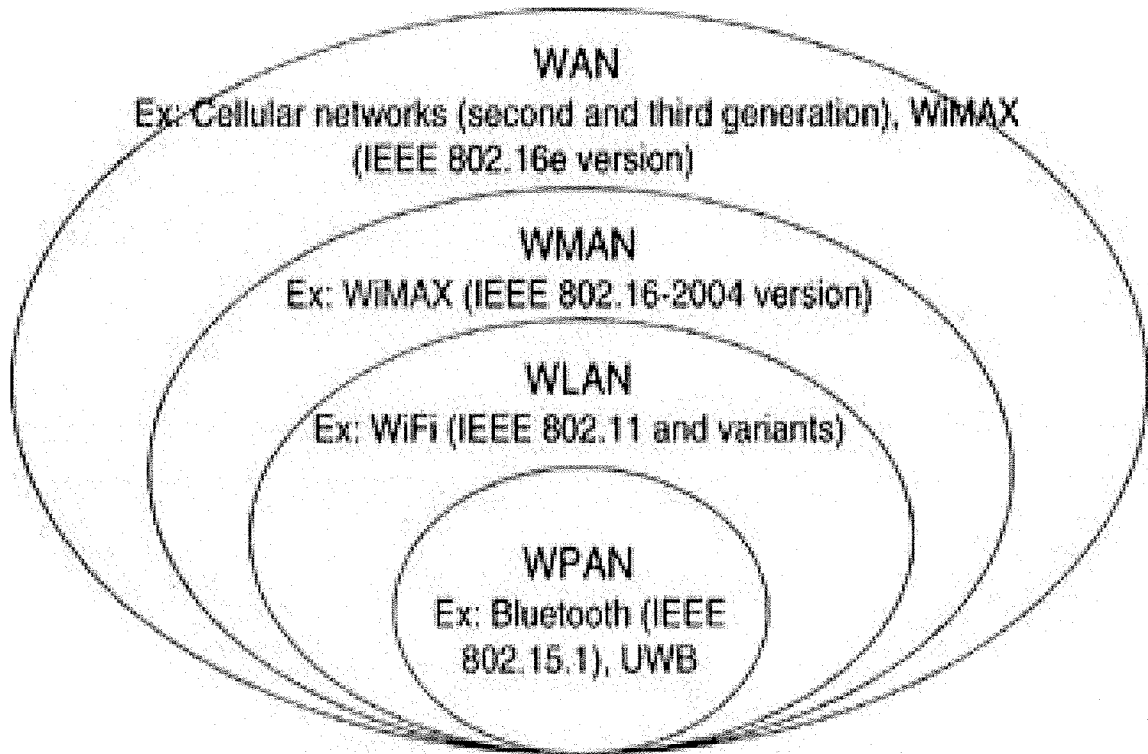 WAN
Ex: Cellular networks (second and third generation), WiMAX
(IEEE 802.16e version)
WMAN
Ex: WiMAX (IEEE 802.16-2004 version)
WLAN
Ex: WiFi (IEEE 802.11 and variants)
WPAN
Ex: Bluetooth (IEEE
802.15.1), UWB